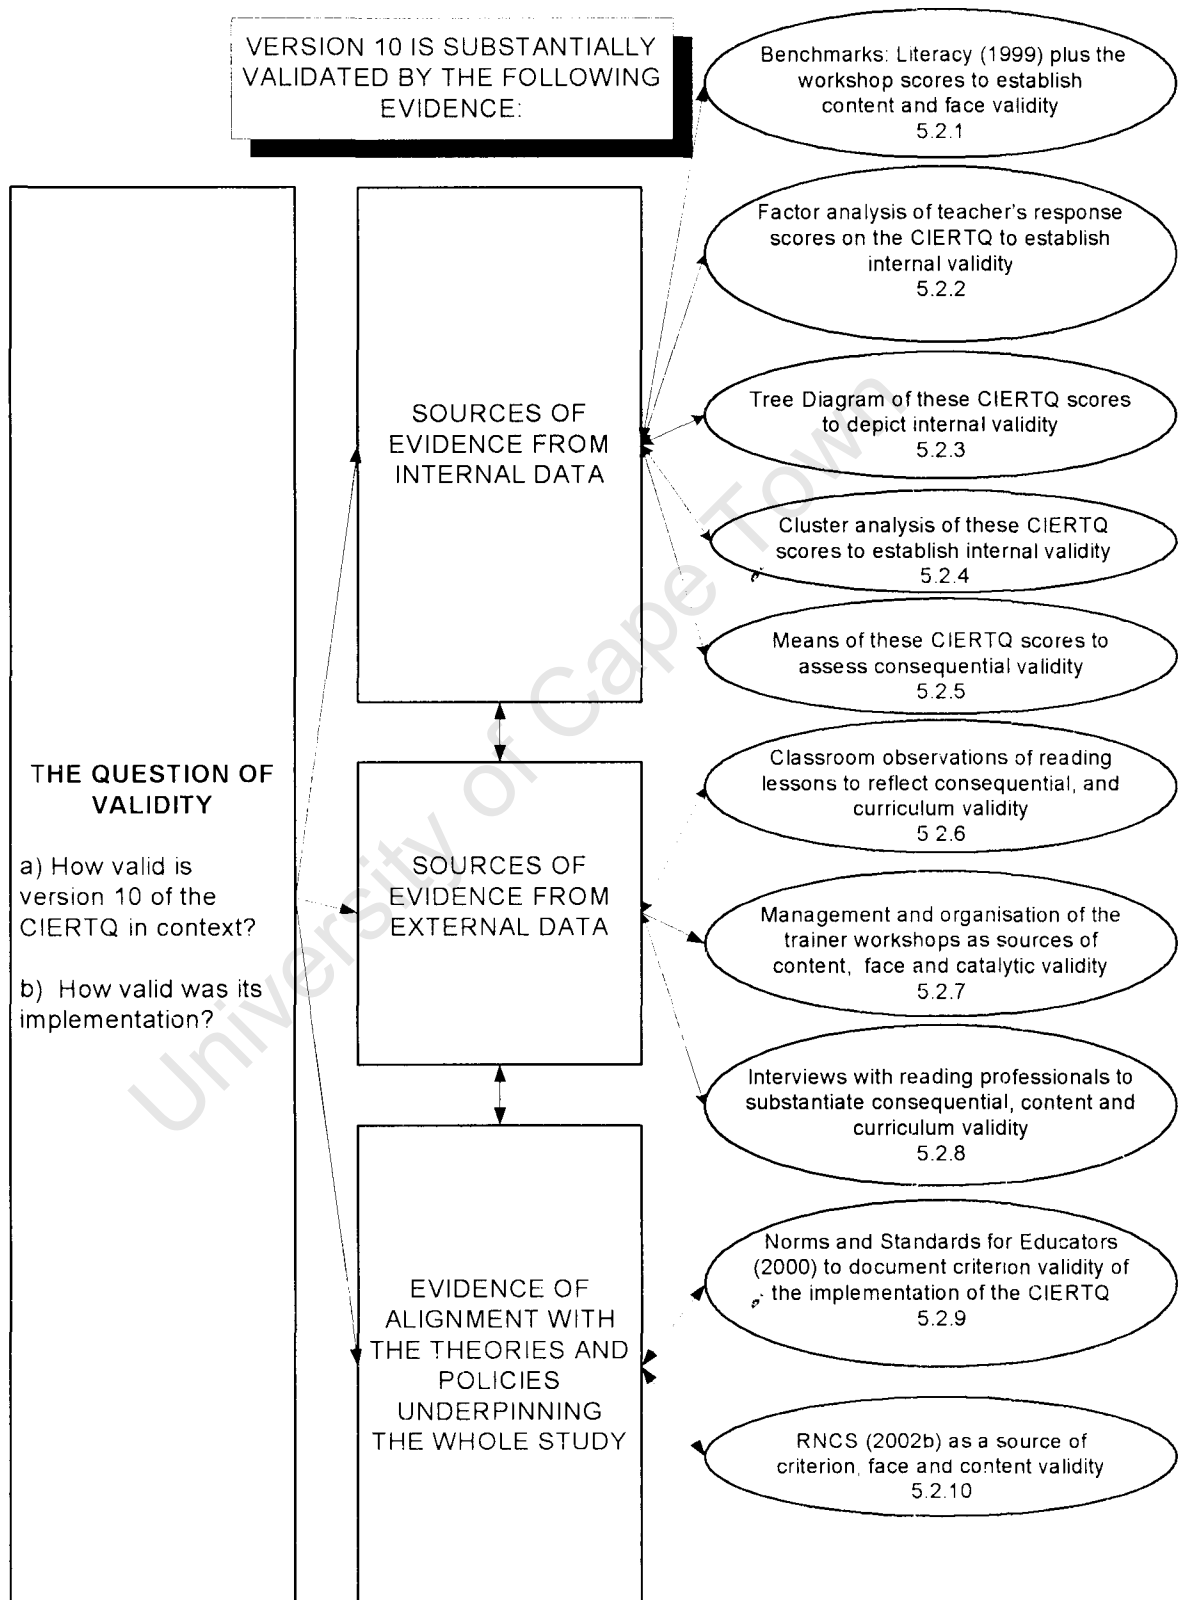 VERSION 10 IS SUBSTANTIALLY
VALIDATED BY THE FOLLOWING
EVIDENCE:
THE QUESTION OF
VALIDITY
a) How valid is
version 10 of the
CIERTQ in context?
b) How valid was its
implementation?
SOURCES OF
EVIDENCE FROM
INTERNAL DATA
SOURCES OF
EVIDENCE FROM
EXTERNAL DATA
EVIDENCE OF
ALIGNMENT WITH
THE THEORIES AND
POLICIES
UNDERPINNING
THE WHOLE STUDY
Benchmarks: Literacy (1999) plus the
workshop scores to establish
content and face validity
5.2.1
Factor analysis of teacher's response
scores on the CIERTQ to establish
internal validity
5.2.2
Tree Diagram of these CIERTQ scores
to depict internal validity
5.2.3
Cluster analysis of these CIERTQ
scores to establish internal validity
5.2.4
Means of these CIERTQ scores to
assess consequential validity
5.2.5
Classroom observations of reading
lessons to reflect consequential, and
curriculum validity
5 2.6
Management and organisation of the
trainer workshops as sources of
content, face and catalytic validity
5.2.7
Interviews with reading professionals to
substantiate consequential, content and
curriculum validity
5.2.8
Norms and Standards for Educators
(2000) to document criterion validity of
the implementation of the CIERTQ
5.2.9
RNCS (2002b) as a source of
criterion, face and content validity
5.2.10
University of Cape Town